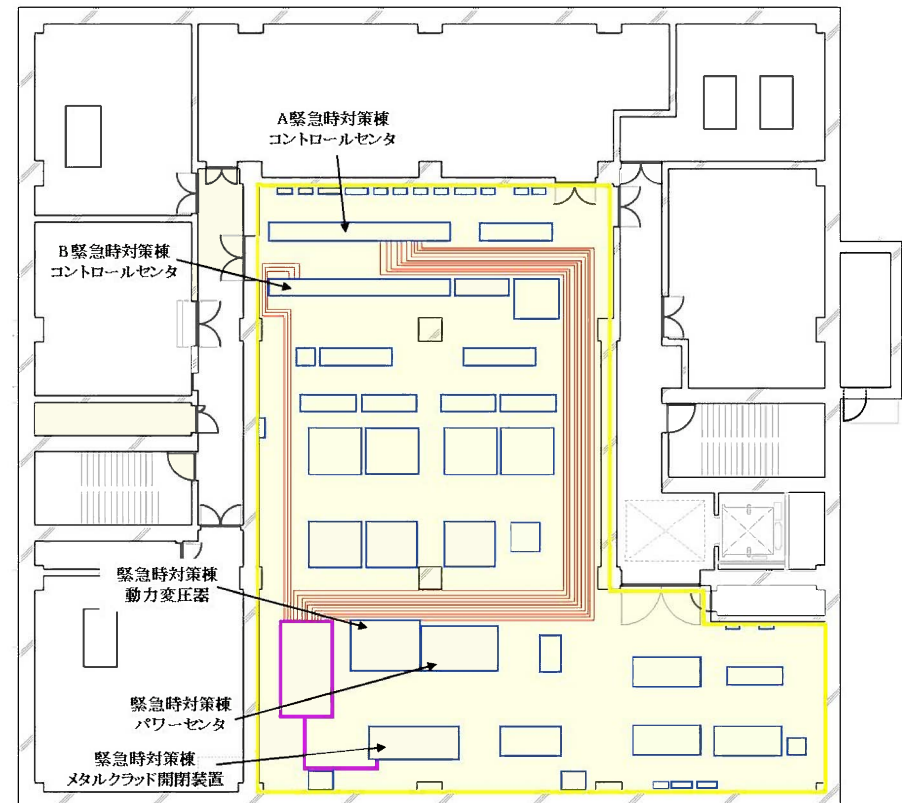 A緊急時対策棟
コントロールセンタ
B緊急時対策棟
コントロールセンタ
緊急時対策棟
動力変圧器
緊急時対策棟
パワーセンタ
緊急時対策棟
メタルクラッド開閉装置